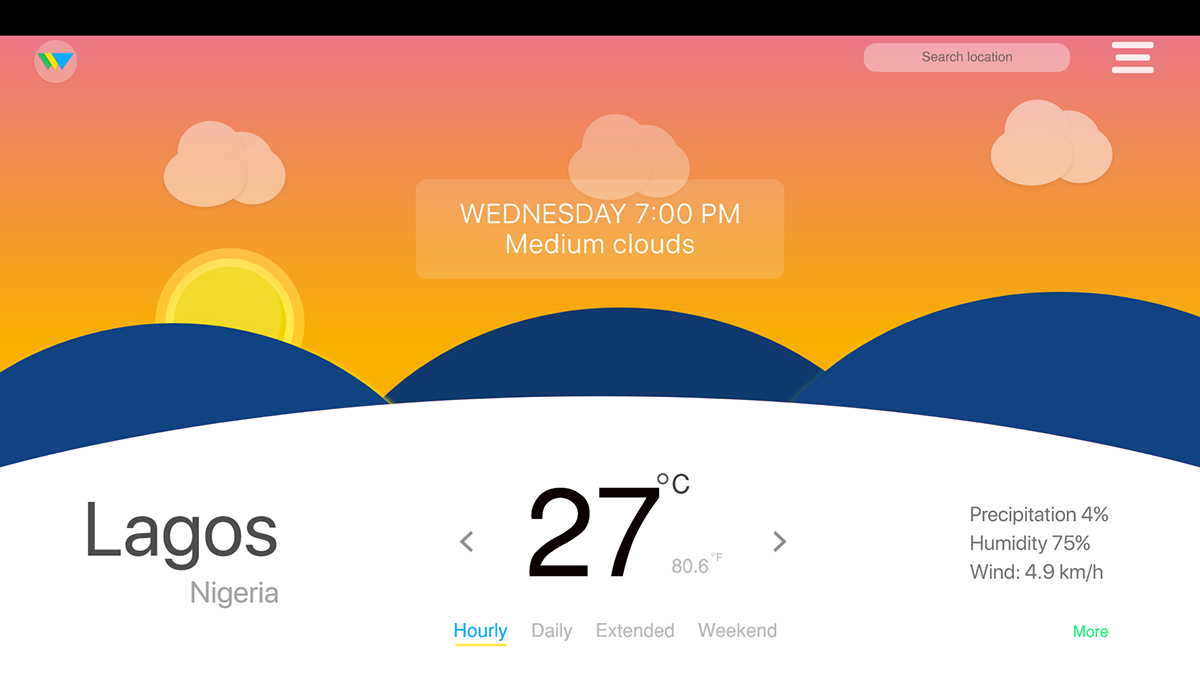 Search location
WEDNESDAY 7:00 PM
Medium clouds
Lagos
Nigeria
<
27
°C
80.6 °F
>
Precipitation 4%
Humidity 75%
Wind: 4.9 km/h
Hourly
Daily
Extended
Weekend
More